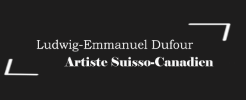 Ludwig-Emmanuel Dufour
Artiste Suisso-Canadien